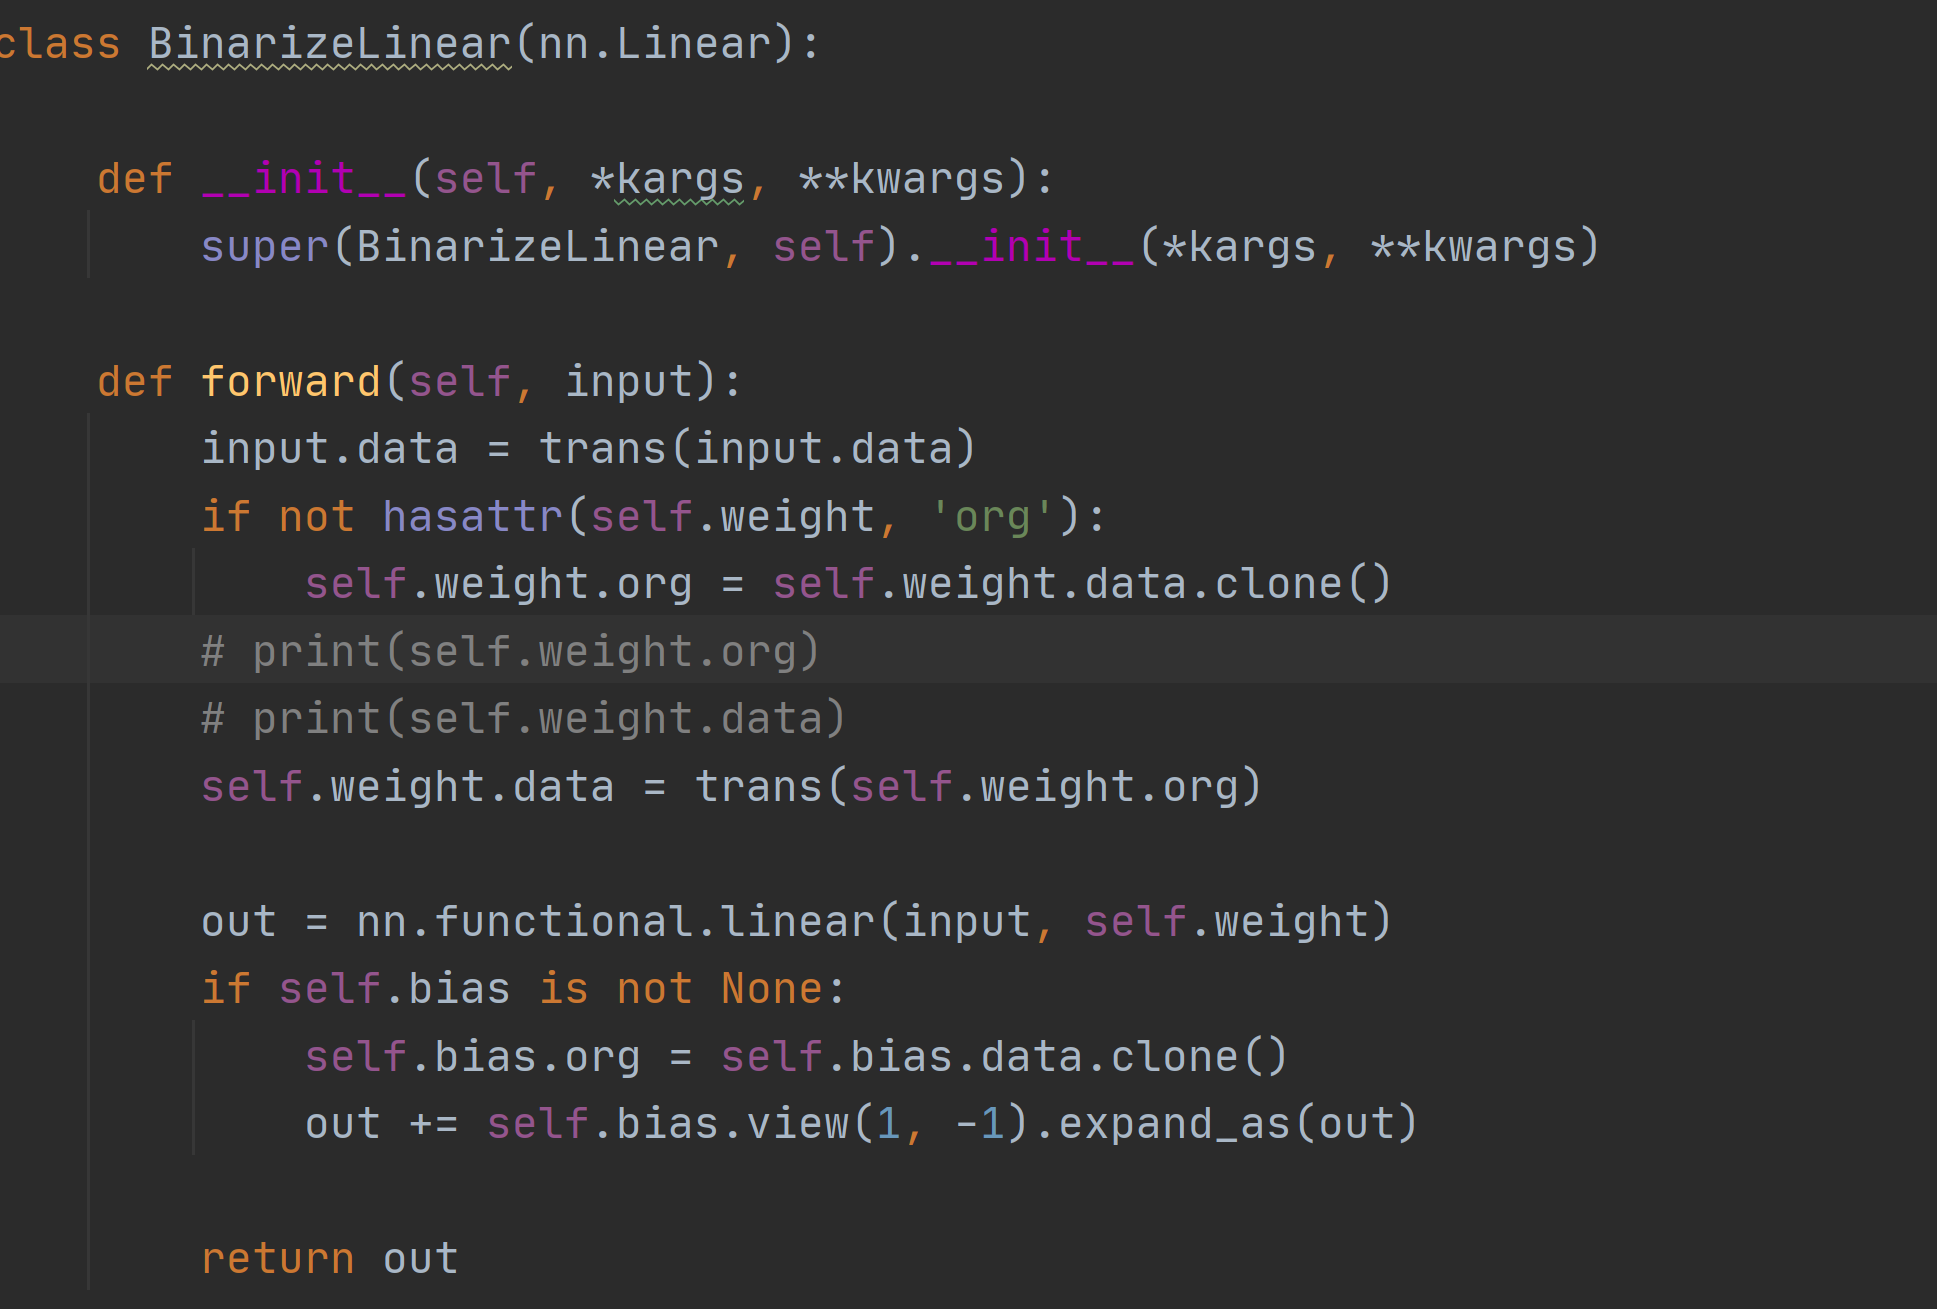 class BinarizeLinear(nn.Linear):
def __init__(self, *kargs, **kwargs):
super(BinarizeLinear, self).__init__(*kargs, **kwargs)
def forward(self, input):
input.data = trans(input.data)
if not hasattr(self.weight, 'org'):
self.weight.org = self.weight.data.clone()
# print(self.weight.org)
# print(self.weight.data)
self.weight.data = trans(self.weight.org)
out = nn.functional.linear(input, self.weight)
if self.bias is not None:
self.bias.org = self.bias.data.clone()
out += self.bias.view(1, -1).expand_as(out)
return out